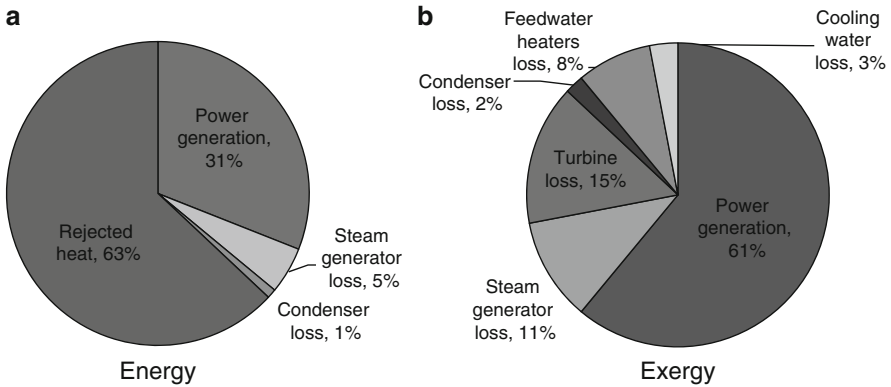 a
Power
generation,
31%
Rejected
heat, 63%
Steam
generator
loss, 5%
Condenser
loss, 1%
Energy
b
Feedwater
heaters
loss, 8%
Cooling
water
loss, 3%
Condenser
loss, 2%
Turbine
loss, 15%
Power
generation,
61%
Steam
generator
loss, 11%
Exergy